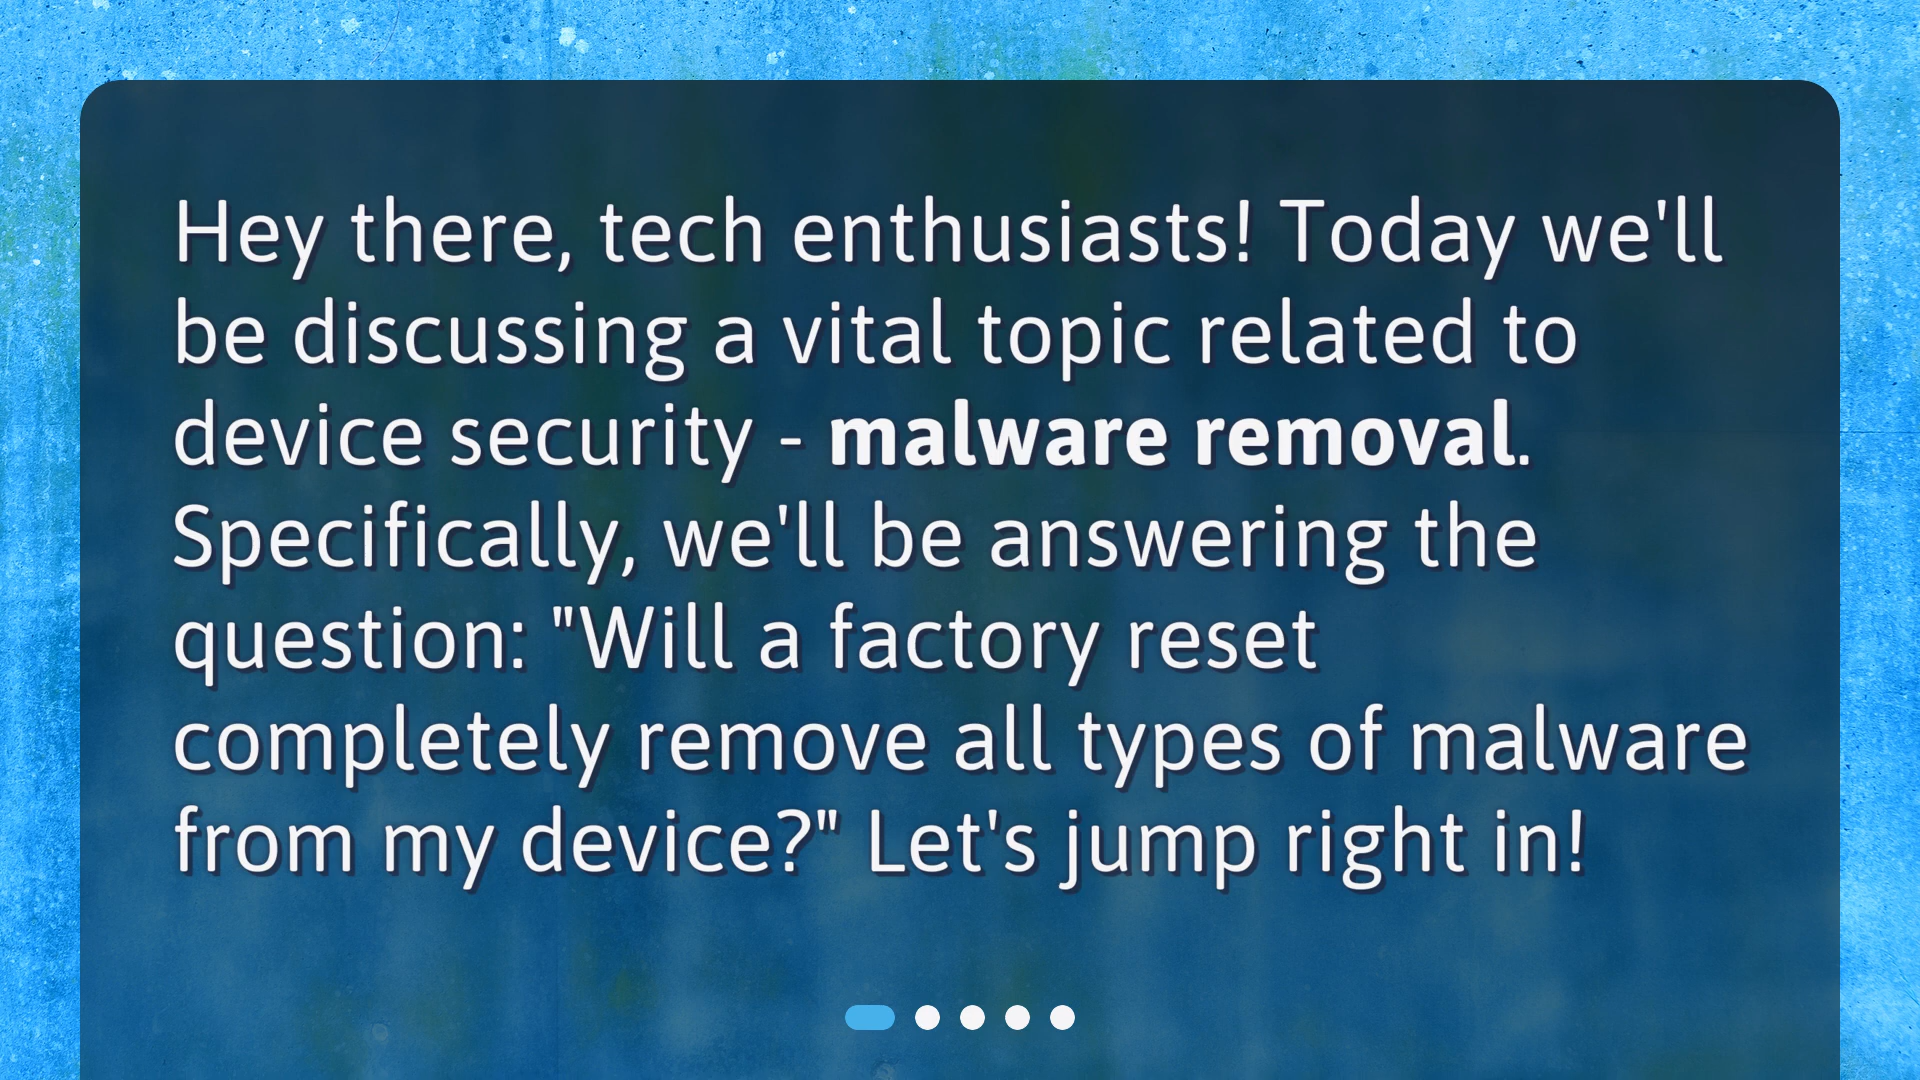 Hey there, tech enthusiasts! Today we'll
be discussing a vital topic related to
device security - malware removal.
Specifically, we'll be answering the
question: "Will a factory reset
completely remove all types of malware
from my device?" Let's jump right in!